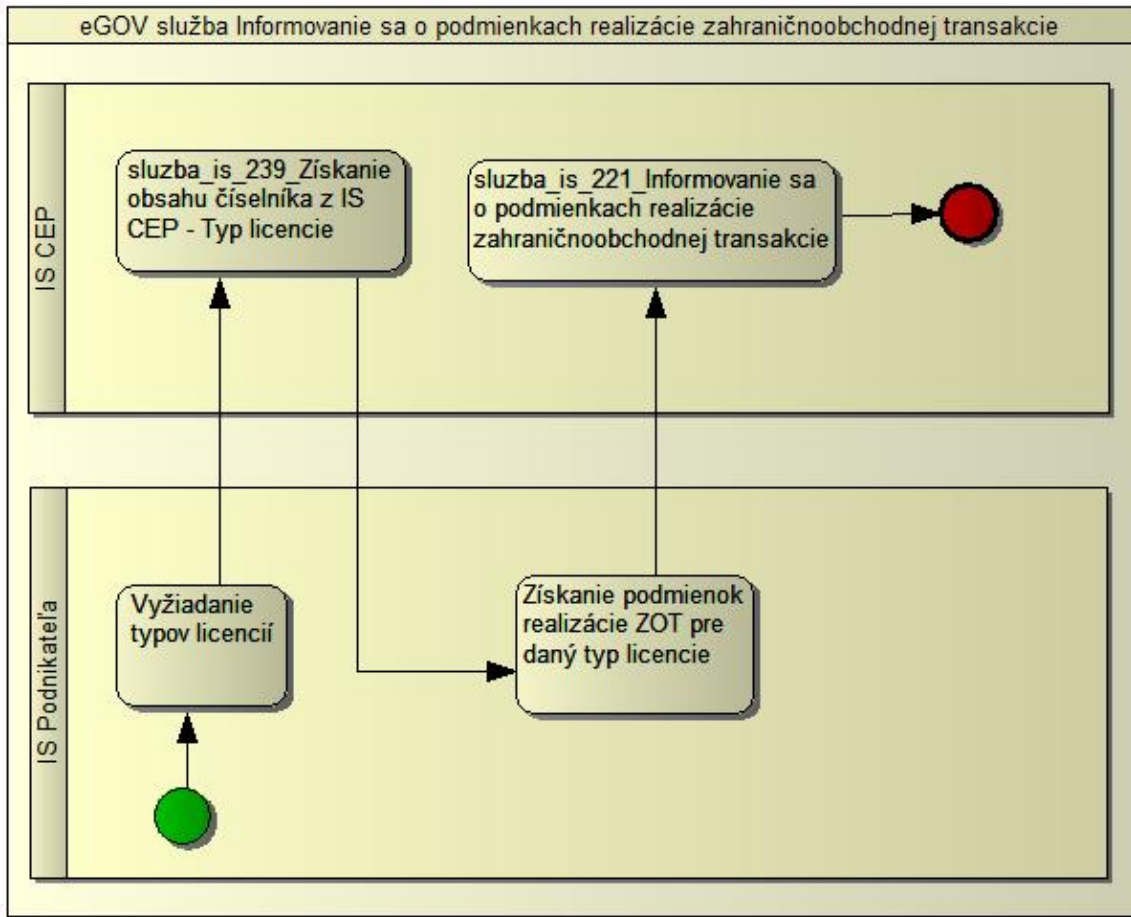 eGOV služba Informovanie sa o podmienkach realizácie zahraničnoobchodnej transakcie
IS CEP
sluzba_is_239_Získanie
obsahu číselníka z IS
CEP - Typ licencie
sluzba_is_221_Informovanie sa
o podmienkach realizácie
zahraničnoobchodnej transakcie
IS Podnikateľa
Vyžiadanie
typov licencií
Získanie podmienok
realizácie ZOT pre
daný typ licencie